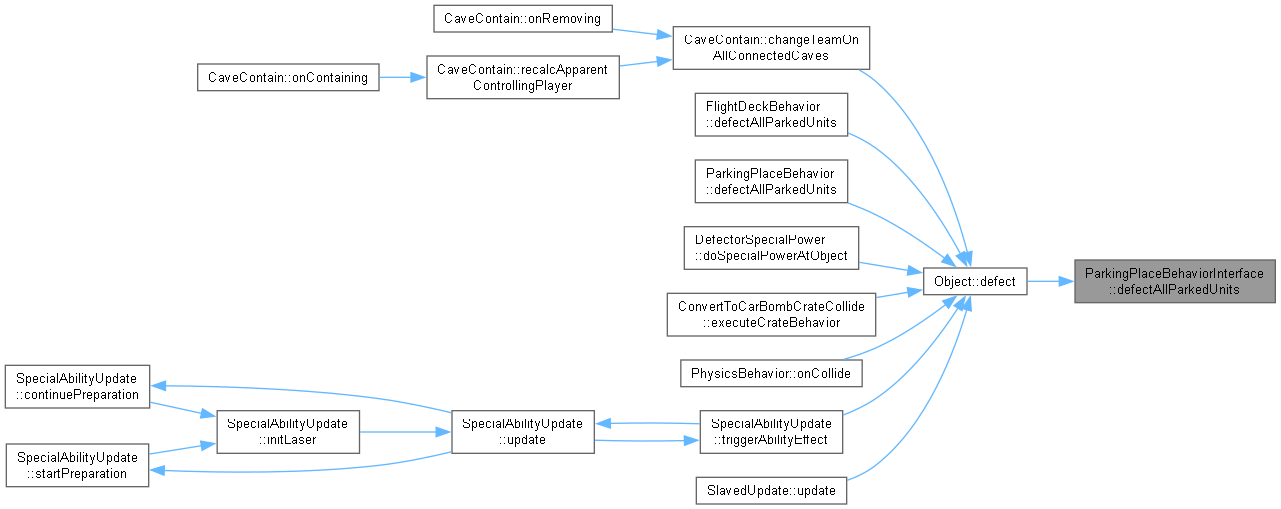 CaveContain::onRemoving
CaveContain::changeTeamOn
AllConnectedCaves
CaveContain::onContaining
CaveContain::recalcApparent
ControllingPlayer
FlightDeckBehavior
::defectAllParkedUnits
ParkingPlaceBehavior
::defectAllParkedUnits
DefectorSpecialPower
::doSpecialPowerAtObject
Object::defect
ParkingPlaceBehaviorInterface
::defectAllParkedUnits
ConvertToCarBombCrateCollide
::executeCrateBehavior
PhysicsBehavior::onCollide
SpecialAbilityUpdate
::continuePreparation
SpecialAbilityUpdate
::initLaser
SpecialAbilityUpdate
::update
SpecialAbilityUpdate
::triggerAbilityEffect
SpecialAbilityUpdate
::startPreparation
SlavedUpdate::update